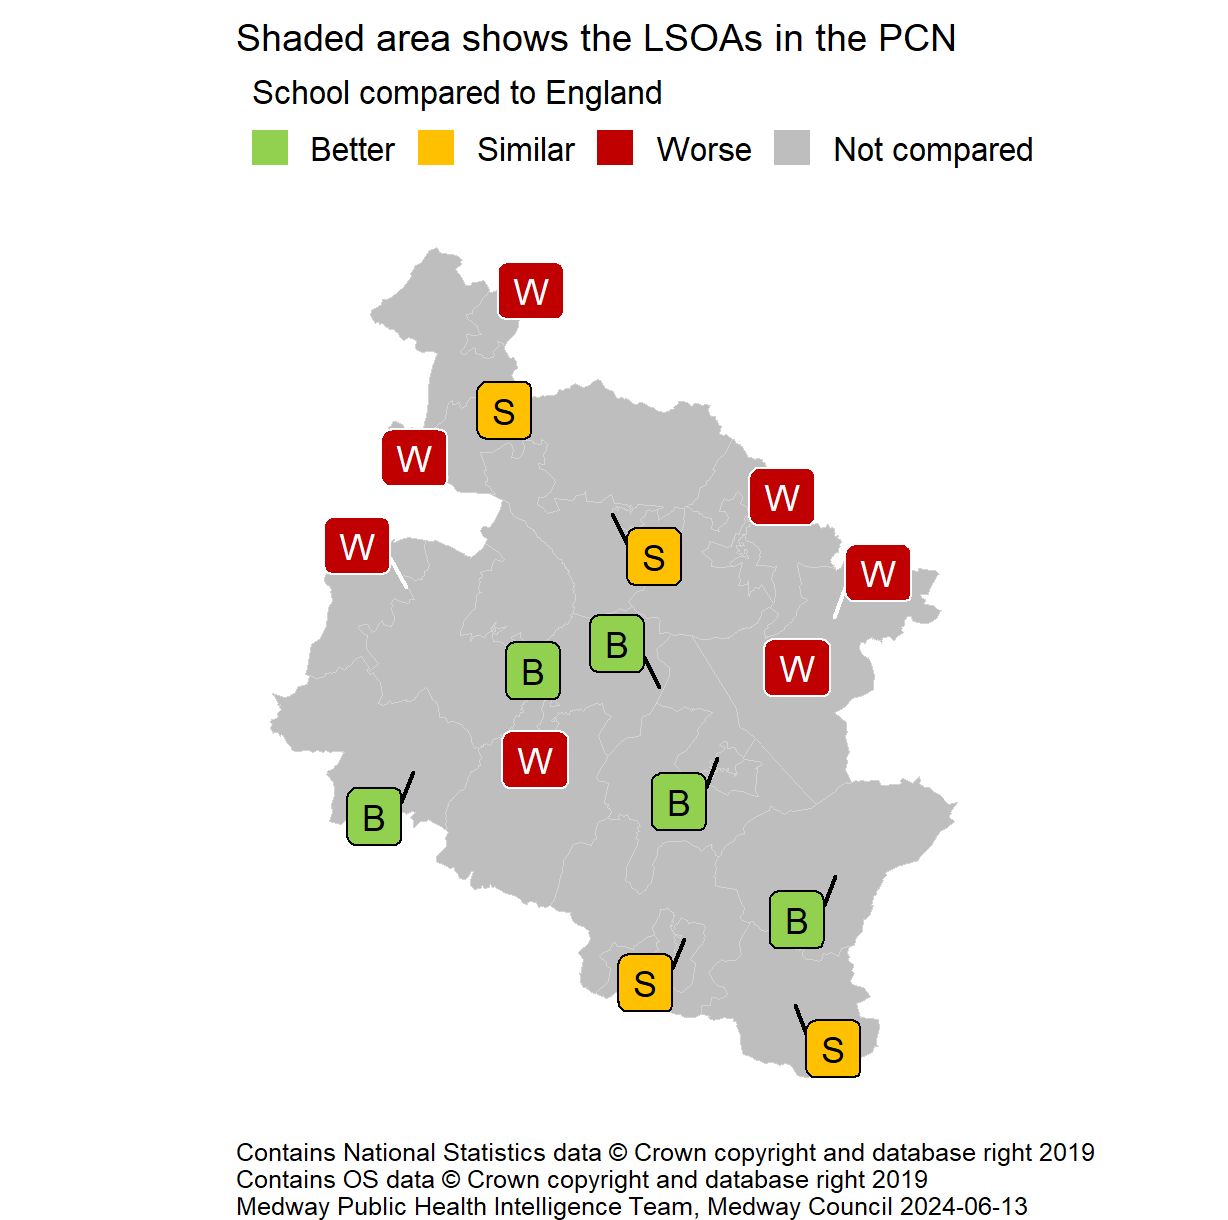 Shaded area shows the LSOAs in the PCN
School compared to England
Better Similar Worse Not compared
W
S
W
W
W
S
W
B
B
W
W
B
B
B
S
S
Contains National Statistics data © Crown copyright and database right 2019
Contains OS data © Crown copyright and database right 2019
Medway Public Health Intelligence Team, Medway Council 2024-06-13